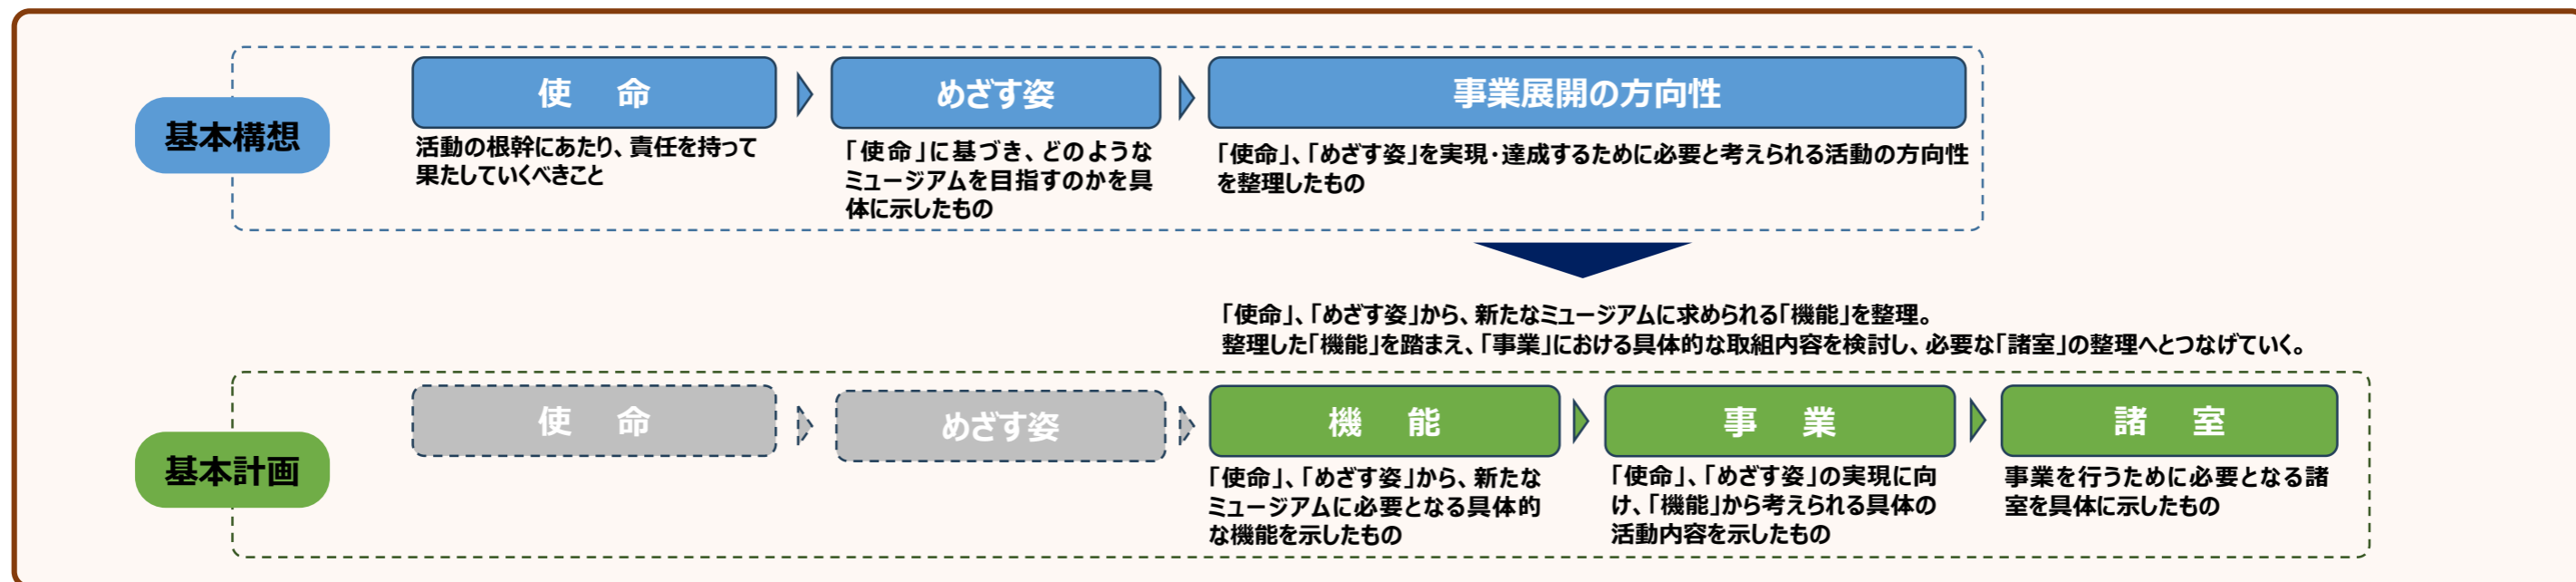 基本構想
使　命
活動の根幹にあたり、責任を持って
果たしていくべきこと
めざす姿
「使命」に基づき、どのような
ミュージアムを目指すのかを具
体に示したもの
事業展開の方向性
「使命」、「めざす姿」を実現・達成するために必要と考えられる活動の方向性
を整理したもの
「使命」、「めざす姿」から、新たなミュージアムに求められる「機能」を整理。
整理した「機能」を踏まえ、「事業」における具体的な取組内容を検討し、必要な「諸室」の整理へとつなげていく。
基本計画
使　命
めざす姿
機　能
「使命」、「めざす姿」から、新たな
ミュージアムに必要となる具体的
な機能を示したもの
事　業
「使命」、「めざす姿」の実現に向
け、「機能」から考えられる具体の
活動内容を示したもの
諸　室
事業を行うために必要となる諸
室を具体に示したもの